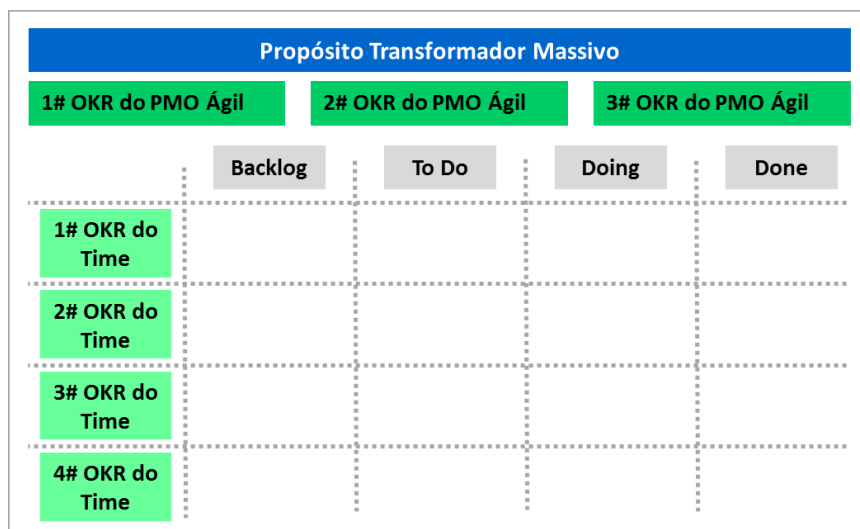 Propósito Transformador Massivo
1# OKR do PMO Ágil
2# OKR do PMO Ágil
3# OKR do PMO Ágil
Backlog
To Do
Doing
Done
1# OKR do
Time
2# OKR do
Time
3# OKR do
Time
4# OKR do
Time